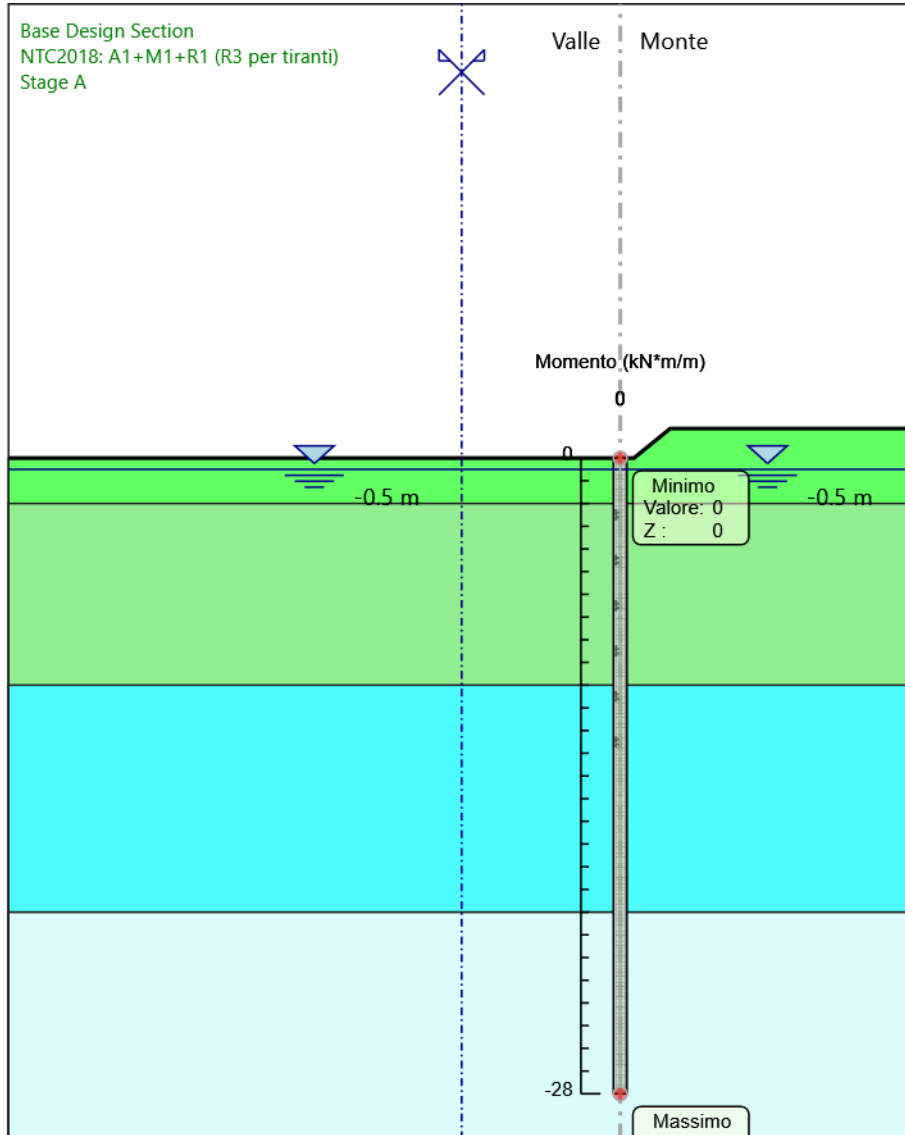 Base Design Section
NTC2018: A1+M1+R1 (R3 per tiranti)
Stage A
Valle
Monte
Momento (kN*m/m)
0
0
Minimo
Valore: 0
Z : 0
-0.5 m
-0.5 m
-28
Massimo